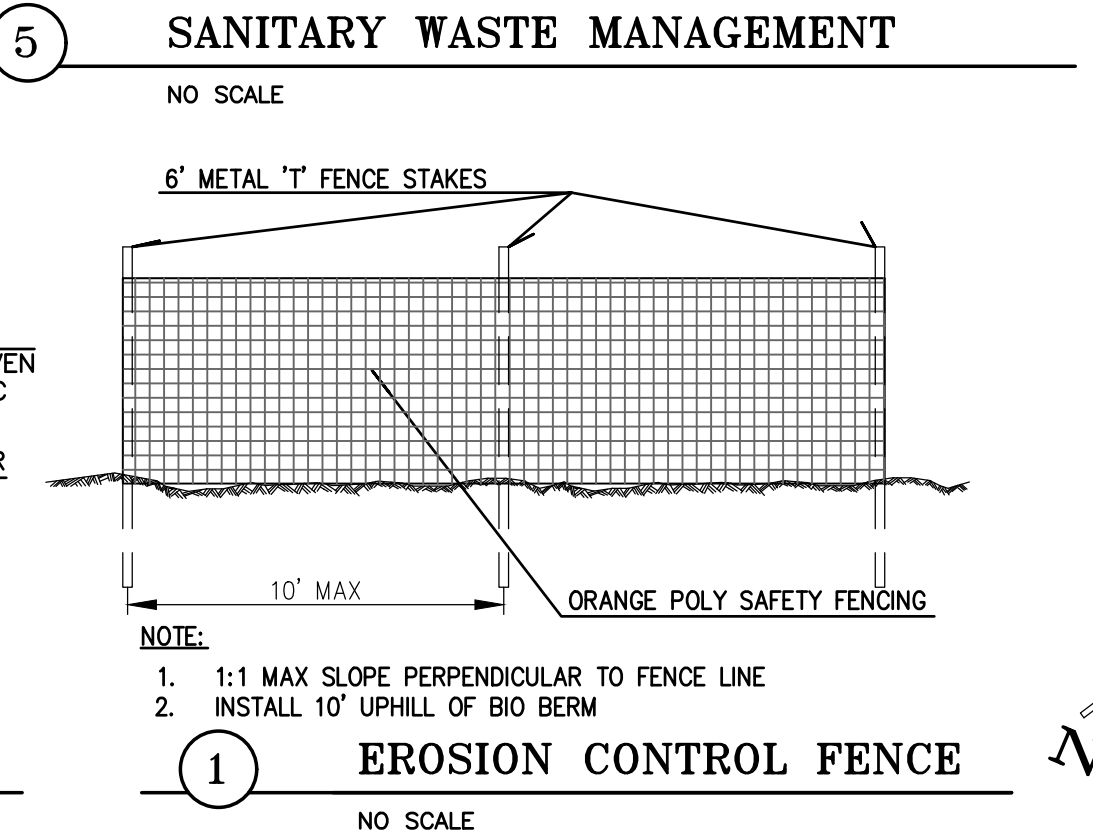 5 SANITARY WASTE MANAGEMENT
NO SCALE
6' METAL 'T' FENCE STAKES
10' MAX
ORANGE POLY SAFETY FENCING
NOTE:
1. 1:1 MAX SLOPE PERPENDICULAR TO FENCE LINE
2. INSTALL 10' UPHILL OF BIO BERM
1 EROSION CONTROL FENCE
NO SCALE